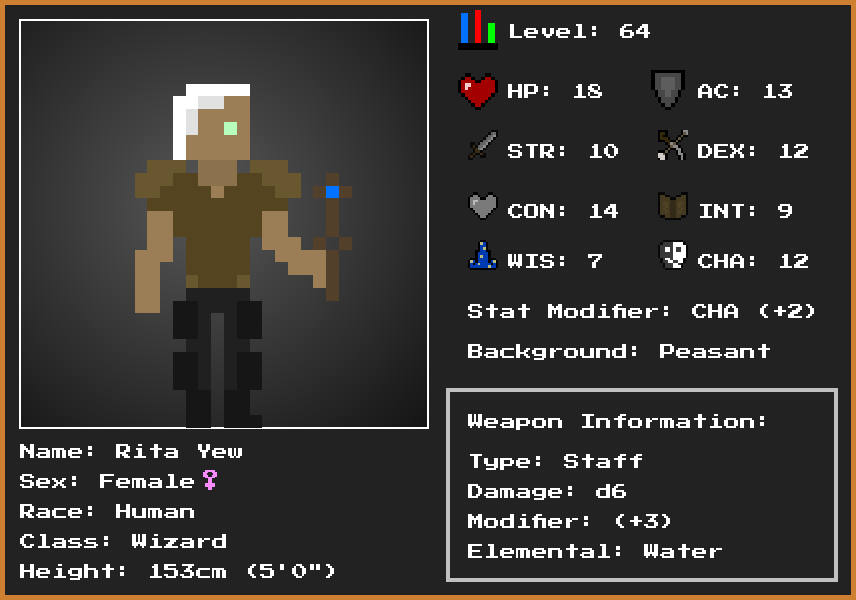 Level: 64
HP: 18 AC: 13
STR: 10 DEX: 12
CON: 14 INT: 9
WIS: 7 CHA: 12
Stat Modifier: CHA (+2)
Background: Peasant
Weapon Information:
Type: Staff
Damage: d6
Modifier: (+3)
Elemental: Water
Name: Rita Yew
Sex: Female♀
Race: Human
Class: Wizard
Height: 153cm (5'0")